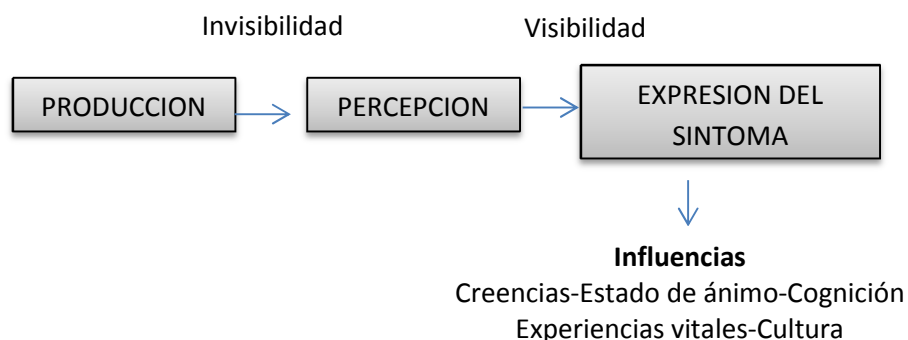 Invisibilidad
Visibilidad
PRODUCCION
PERCEPCION
EXPRESION DEL
SINTOMA
Influencias
Creencias-Estado de ánimo-Cognición
Experiencias vitales-Cultura